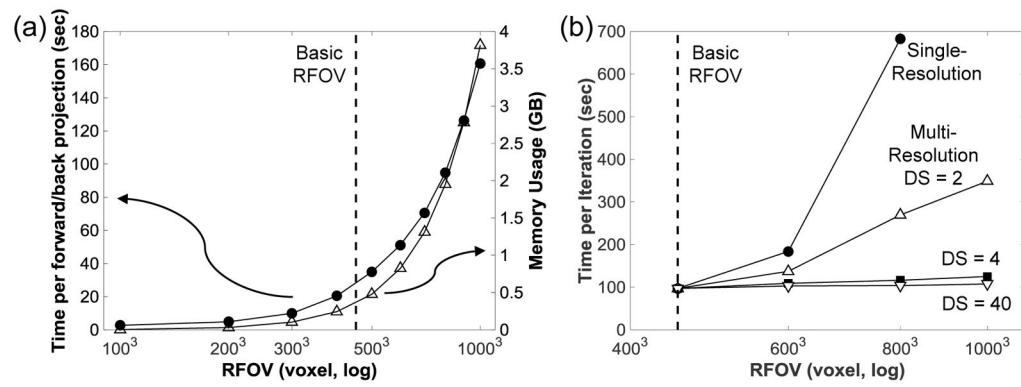 (a)
Time per forward/back projection (sec)
180
160
140
120
100
80
60
40
20
0
Basic
RFOV
4
3.5
3
2.5
2
1.5
1
0.5
0
Memory Usage (GB)
100³ 200³ 300³ 500³ 1000³
RFOV (voxel, log)
(b)
Time per Iteration (sec)
700
600
500
400
300
200
100
0
Basic
RFOV
Single-
Resolution
Multi-
Resolution
DS = 2
DS = 4
DS = 40
400³ 600³ 800³ 1000³
RFOV (voxel, log)